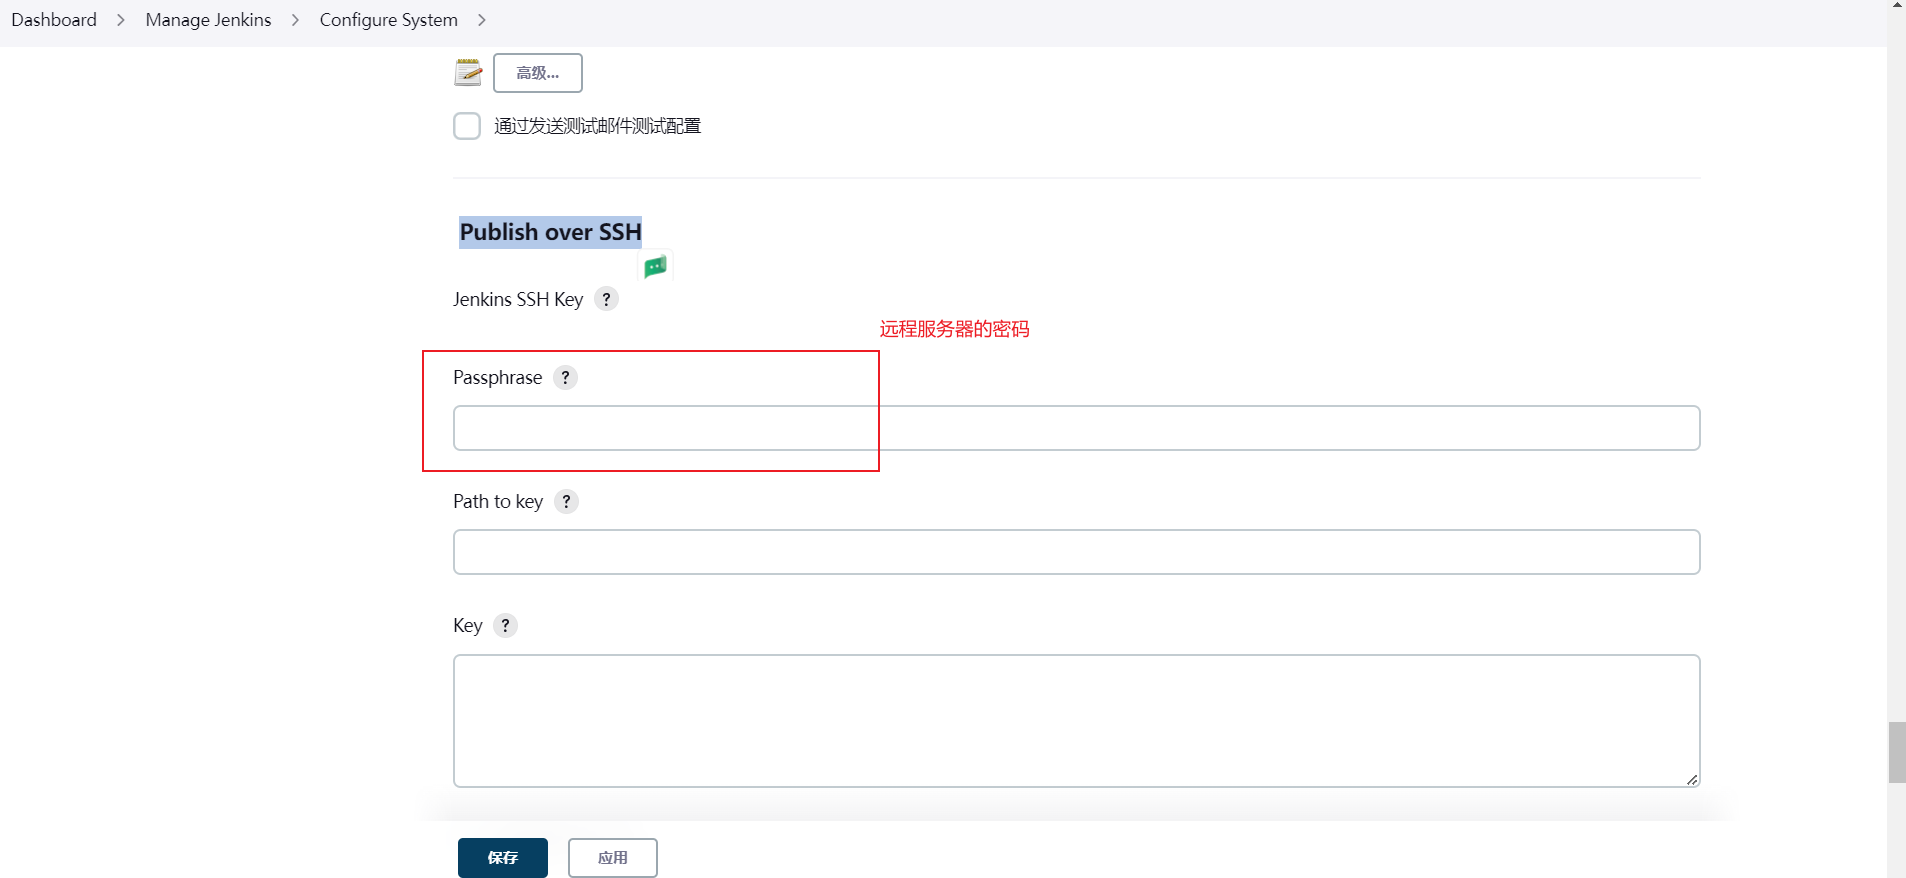 Dashboard > Manage Jenkins > Configure System >
高级...
通过发送测试邮件测试配置
Publish over SSH
Jenkins SSH Key ?
远程服务器的密码
Passphrase ?
Path to key ?
Key ?
保存 应用